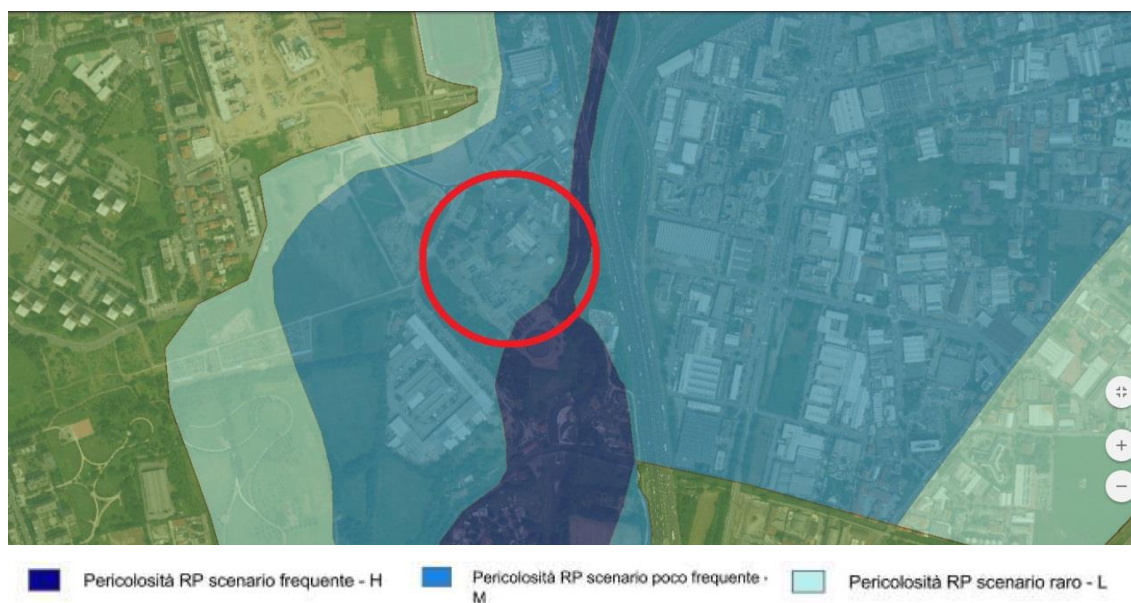 Pericolosità RP scenario frequente - H
Pericolosità RP scenario poco frequente -
M
Pericolosità RP scenario raro - L